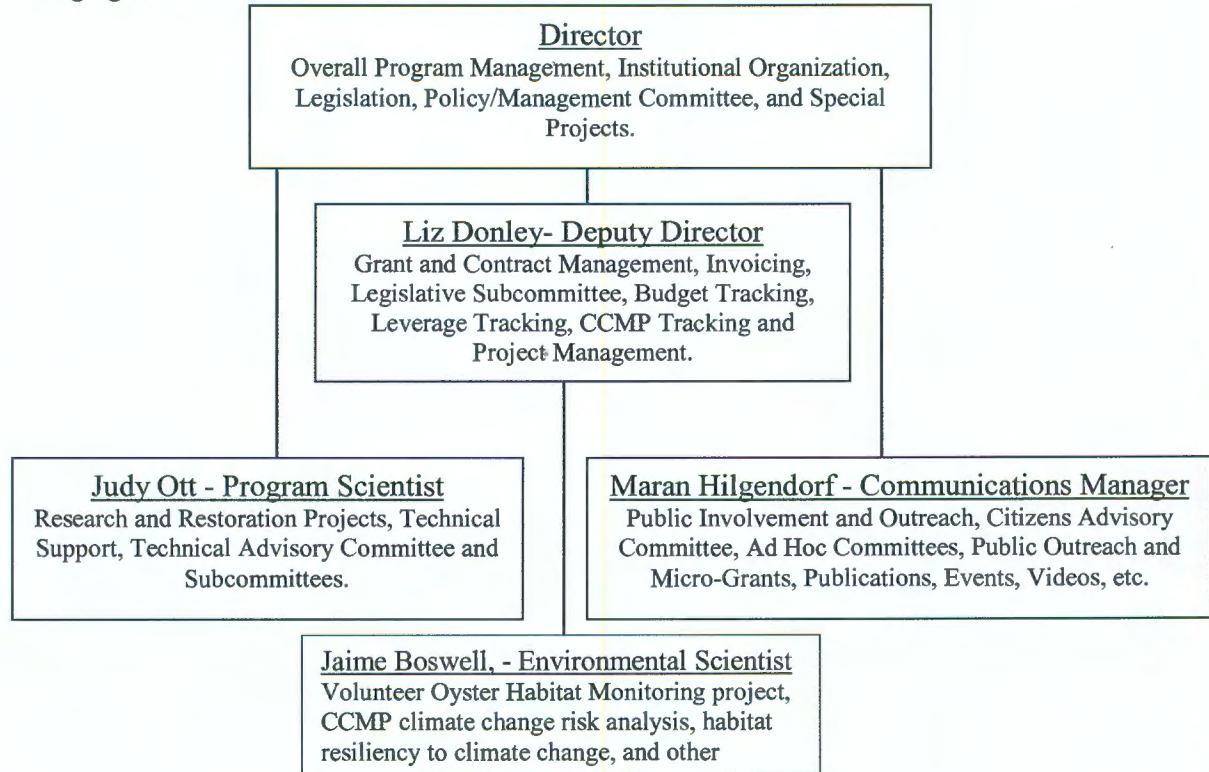 Director
Overall Program Management, Institutional Organization,
Legislation, Policy/Management Committee, and Special
Projects.
Liz Donley- Deputy Director
Grant and Contract Management, Invoicing,
Legislative Subcommittee, Budget Tracking,
Leverage Tracking, CCMP Tracking and
Project Management.
Judy Ott - Program Scientist
Research and Restoration Projects, Technical
Support, Technical Advisory Committee and
Subcommittees.
Maran Hilgendorf - Communications Manager
Public Involvement and Outreach, Citizens Advisory
Committee, Ad Hoc Committees, Public Outreach and
Micro-Grants, Publications, Events, Videos, etc.
Jaime Boswell, - Environmental Scientist
Volunteer Oyster Habitat Monitoring project,
CCMP climate change risk analysis, habitat
resiliency to climate change, and other